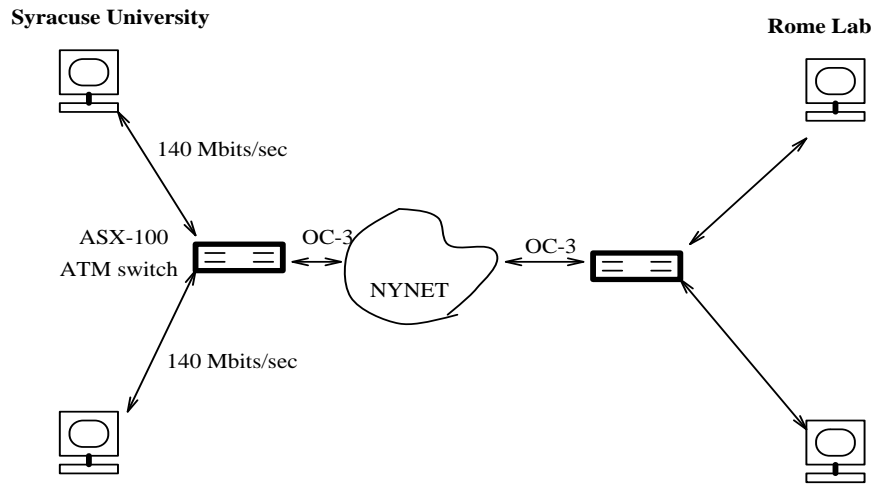 Syracuse University
Rome Lab
140 Mbits/sec
ASX-100
ATM switch
OC-3
OC-3
NYNET
140 Mbits/sec